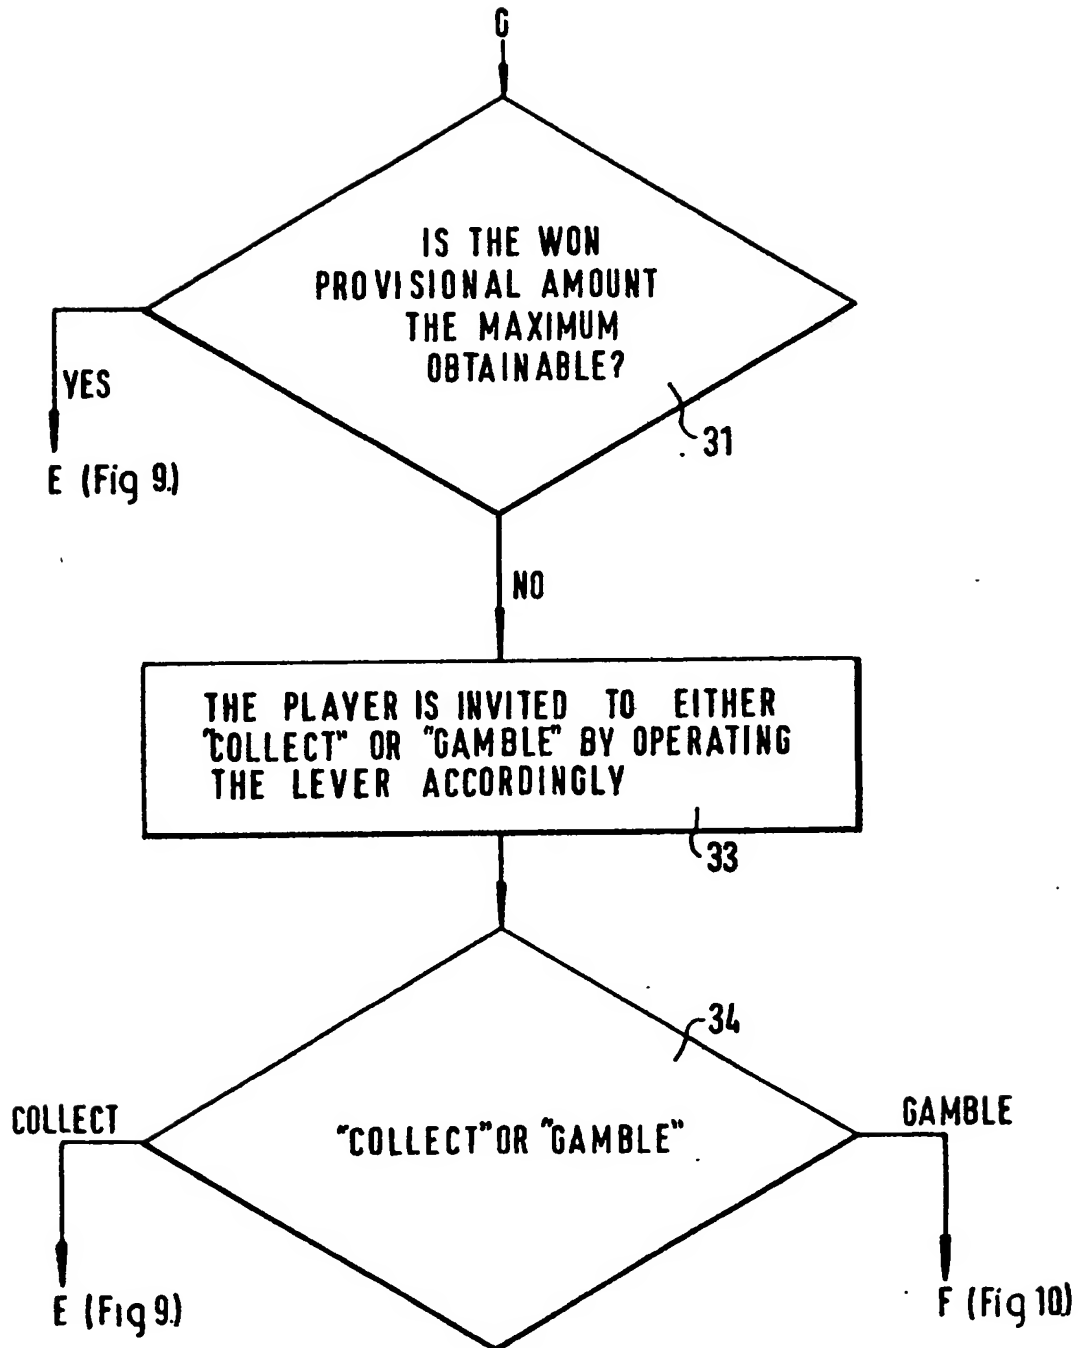 G
IS THE WON
PROVISIONAL AMOUNT
THE MAXIMUM
OBTAINABLE?
31
YES
E (Fig 9.)
NO
THE PLAYER IS INVITED TO EITHER
"COLLECT" OR "GAMBLE" BY OPERATING
THE LEVER ACCORDINGLY
33
34
COLLECT
"COLLECT" OR "GAMBLE"
GAMBLE
E (Fig 9.)
F (Fig 10.)